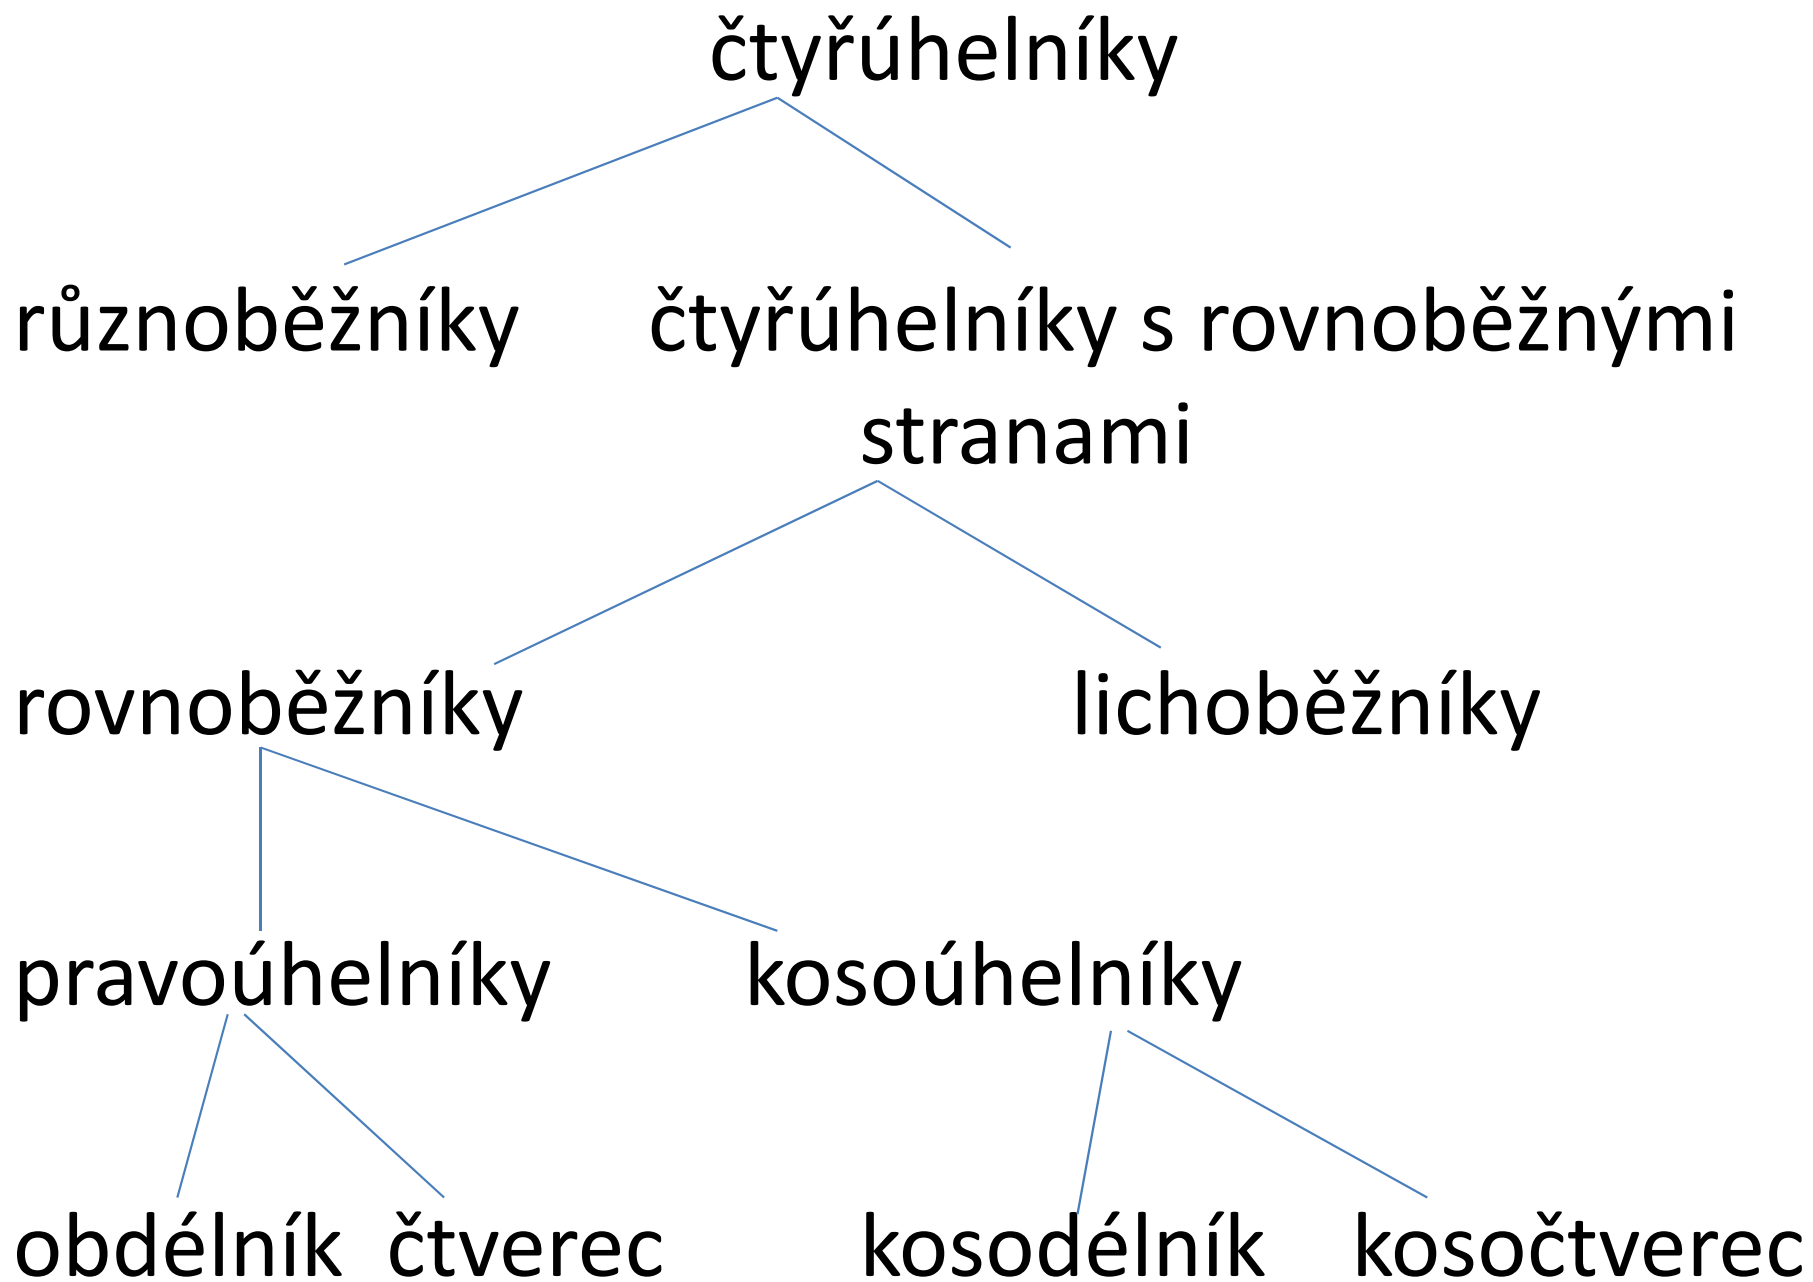 čtyřúhelníky
různoběžníky čtyřúhelníky s rovnoběžnými
stranami
rovnoběžníky lichoběžníky
pravoúhelníky kosoúhelníky
obdélník čtverec kosodélník kosočtverec